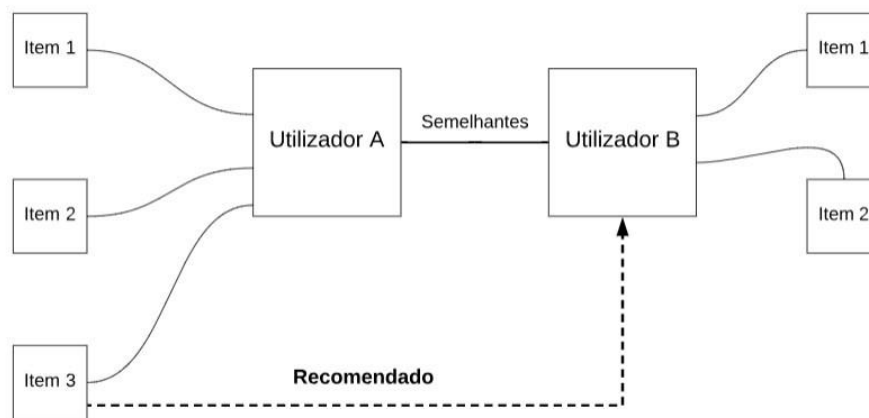 Item 1
Item 1
Utilizador A
Semelhantes
Utilizador B
Item 2
Item 2
Item 3
Recomendado